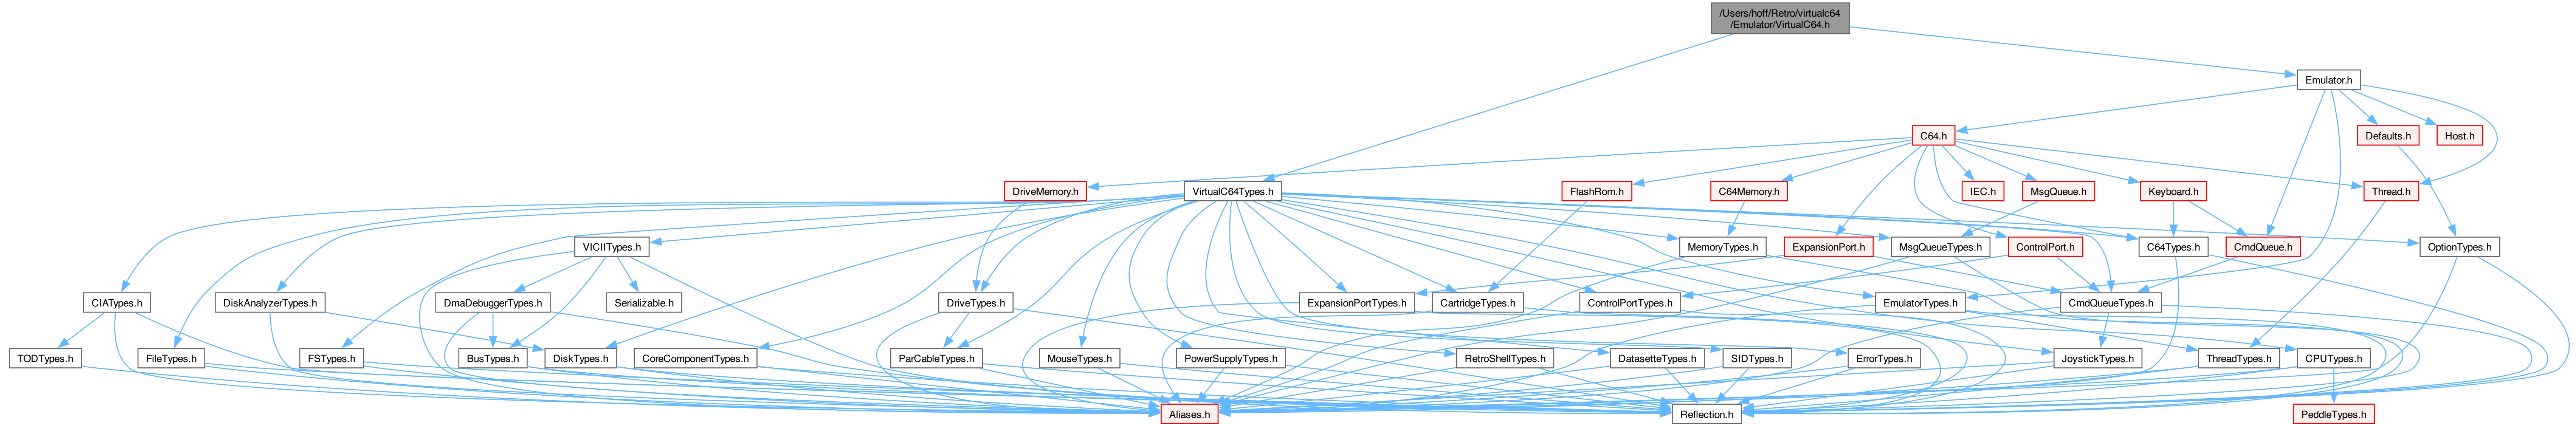 /Users/hoff/Retro/virtualc64
/Emulator/VirtualC64.h
Emulator.h
C64.h
Defaults.h
Host.h
DriveMemory.h
VirtualC64Types.h
FlashRom.h
C64Memory.h
IEC.h
MsgQueue.h
Keyboard.h
Thread.h
VICIITypes.h
MemoryTypes.h
ExpansionPort.h
MsgQueueTypes.h
ControlPort.h
C64Types.h
CmdQueue.h
OptionTypes.h
CIATypes.h
DiskAnalyzerTypes.h
DmaDebuggerTypes.h
Serializable.h
DriveTypes.h
ExpansionPortTypes.h
CartridgeTypes.h
ControlPortTypes.h
EmulatorTypes.h
CmdQueueTypes.h
TODTypes.h
FileTypes.h
FSTypes.h
BusTypes.h
DiskTypes.h
CoreComponentTypes.h
ParCableTypes.h
MouseTypes.h
PowerSupplyTypes.h
RetroShellTypes.h
DatasetteTypes.h
SIDTypes.h
ErrorTypes.h
JoystickTypes.h
ThreadTypes.h
CPUTypes.h
Aliases.h
Reflection.h
PeddleTypes.h